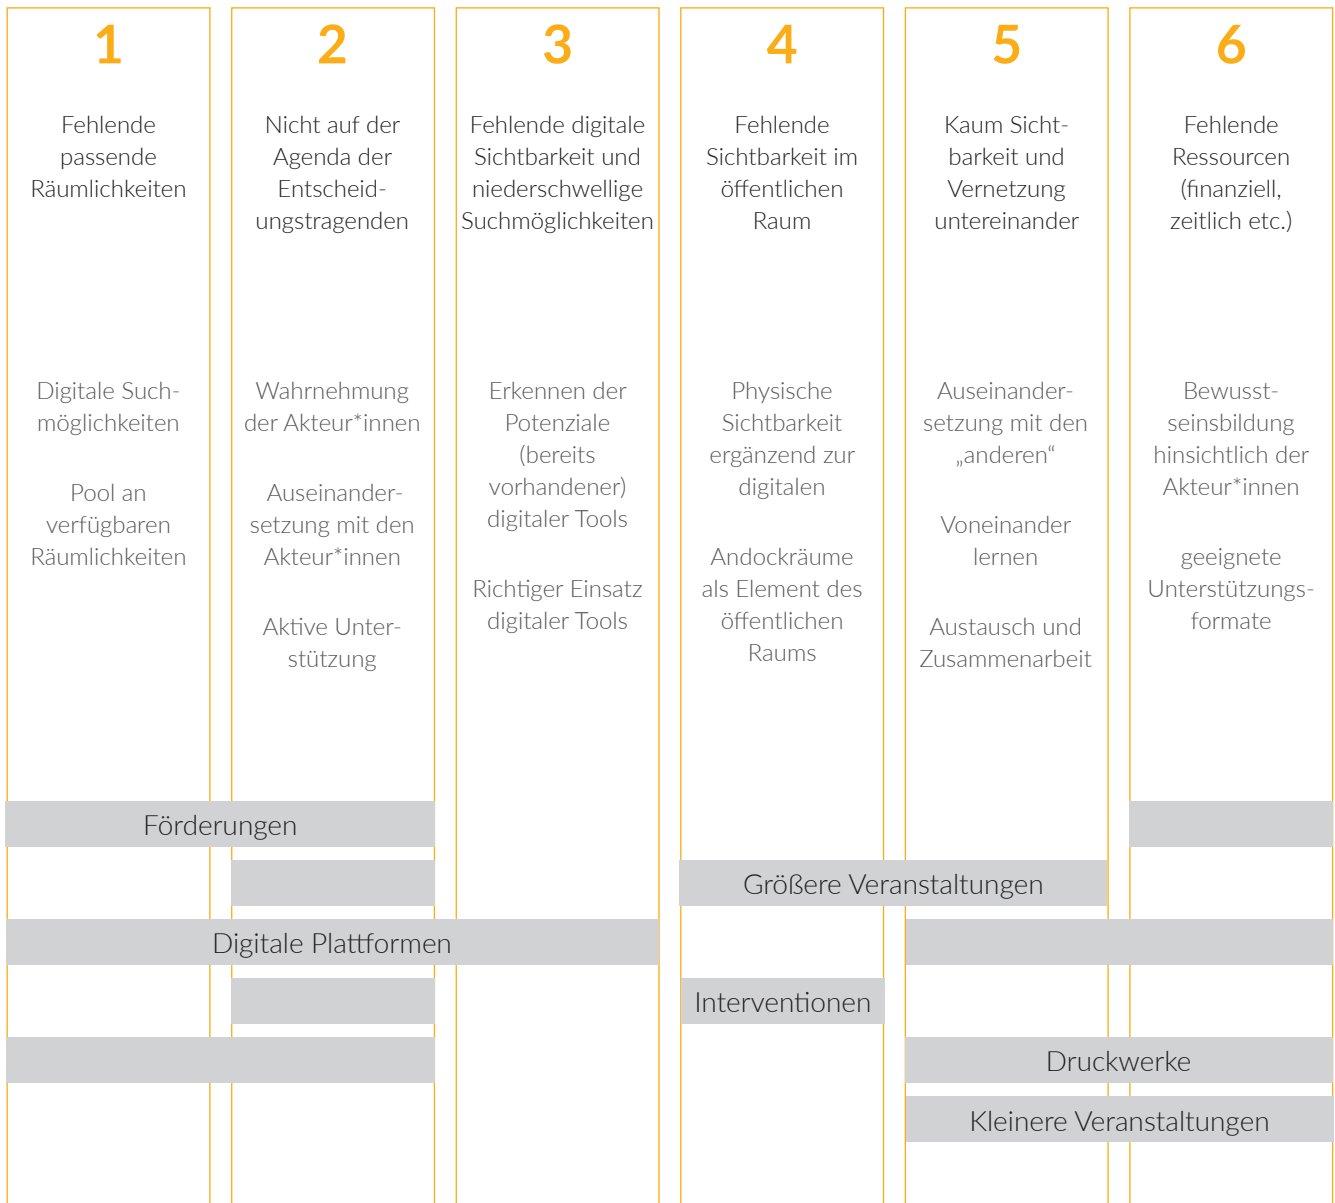 1
Fehlende
passende
Räumlichkeiten
Digitale Such-
möglichkeiten
Pool an
verfügbaren
Räumlichkeiten
2
Nicht auf der
Agenda der
Entscheid-
ungstragenden
Wahrnehmung
der Akteur*innen
Auseinander-
setzung mit den
Akteur*innen
Aktive Unter-
stützung
3
Fehlende digitale
Sichtbarkeit und
niederschwellige
Suchmöglichkeiten
Erkennen der
Potenziale
(bereits
vorhandener)
digitaler Tools
Richtiger Einsatz
digitaler Tools
4
Fehlende
Sichtbarkeit im
öffentlichen
Raum
Physische
Sichtbarkeit
ergänzend zur
digitalen
Andockräume
als Element des
öffentlichen
Raums
5
Kaum Sicht-
barkeit und
Vernetzung
untereinander
Auseinander-
setzung mit den
„anderen“
Voneinander
lernen
Austausch und
Zusammenarbeit
6
Fehlende
Ressourcen
(finanziell,
zeitlich etc.)
Bewusst-
seinsbildung
hinsichtlich der
Akteur*innen
geeignete
Unterstützungs-
formate
Förderungen
Größere Veranstaltungen
Digitale Plattformen
Interventionen
Druckwerke
Kleinere Veranstaltungen